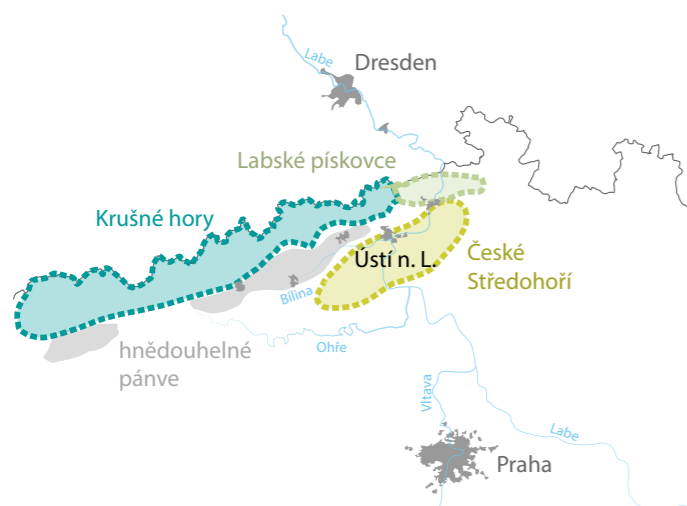 Labe
Dresden
Labské pískovce
Krušné hory
Ústí n. L.
České
Středohoří
Bílina
hnědouhelné
pánve
Ohře
Vltava
Labe
Praha